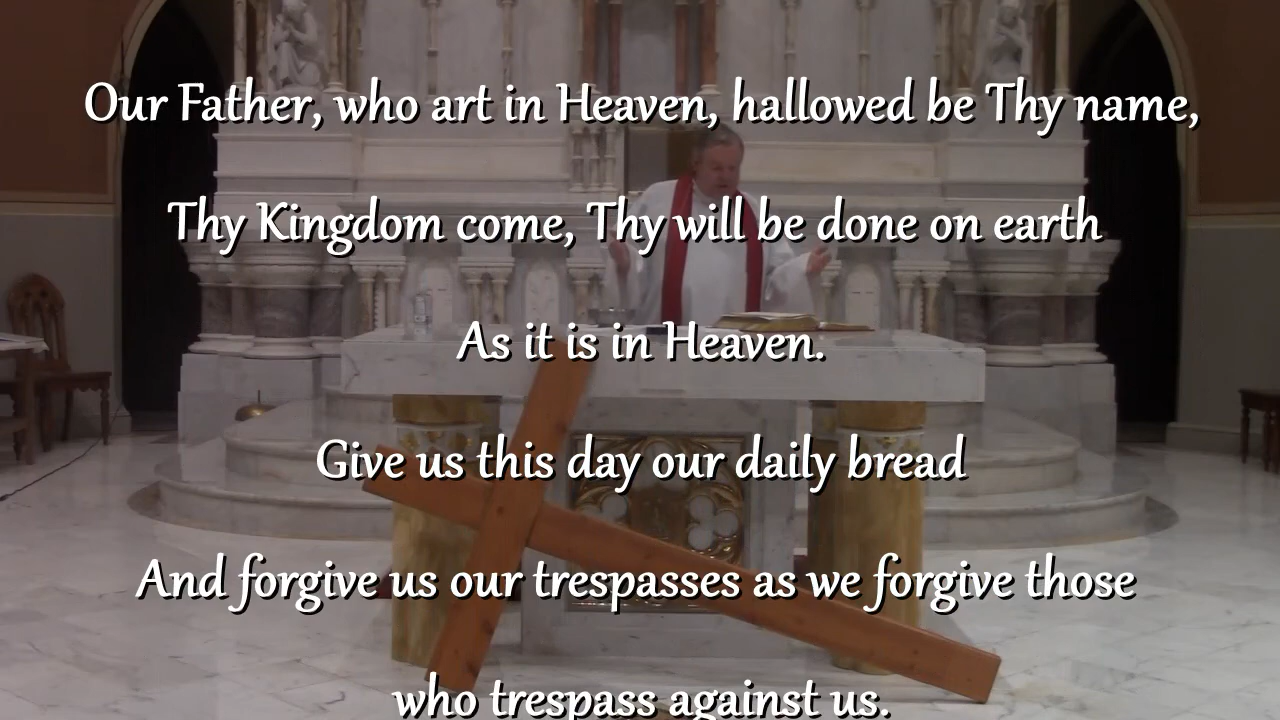 Our Father, who art in Heaven, hallowed be Thy name,
Thy Kingdom come, Thy will be done on earth
As it is in Heaven.
Give us this day our daily bread
And forgive us our trespasses as we forgive those
who trespass against us.